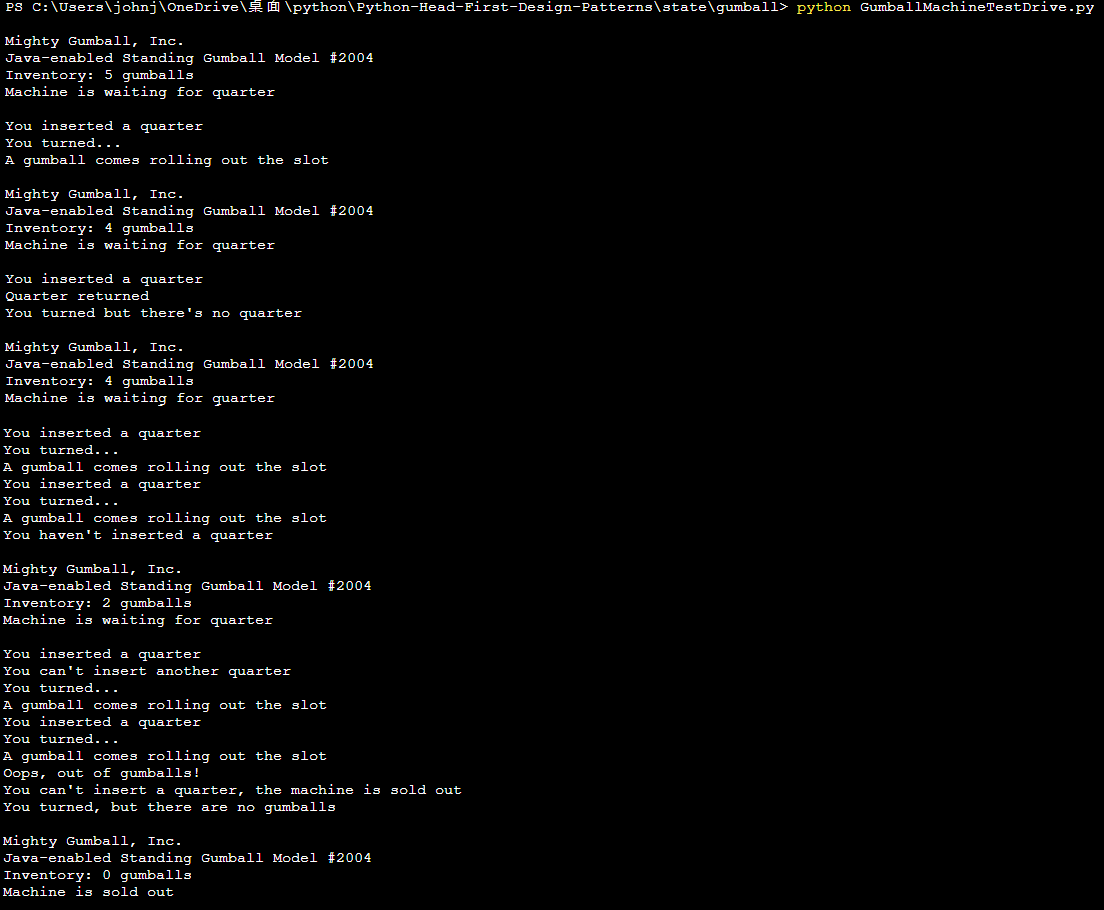 PS C:\Users\johnj\OneDrive\桌面\python\Python-Head-First-Design-Patterns\state\gumball> python GumballMachineTestDrive.py
Mighty Gumball, Inc.
Java-enabled Standing Gumball Model #2004
Inventory: 5 gumballs
Machine is waiting for quarter
You inserted a quarter
You turned...
A gumball comes rolling out the slot
Mighty Gumball, Inc.
Java-enabled Standing Gumball Model #2004
Inventory: 4 gumballs
Machine is waiting for quarter
You inserted a quarter
Quarter returned
You turned but there's no quarter
Mighty Gumball, Inc.
Java-enabled Standing Gumball Model #2004
Inventory: 4 gumballs
Machine is waiting for quarter
You inserted a quarter
You turned...
A gumball comes rolling out the slot
You inserted a quarter
You turned...
A gumball comes rolling out the slot
You haven't inserted a quarter
Mighty Gumball, Inc.
Java-enabled Standing Gumball Model #2004
Inventory: 2 gumballs
Machine is waiting for quarter
You inserted a quarter
You can't insert another quarter
You turned...
A gumball comes rolling out the slot
You inserted a quarter
You turned...
A gumball comes rolling out the slot
Oops, out of gumballs!
You can't insert a quarter, the machine is sold out
You turned, but there are no gumballs
Mighty Gumball, Inc.
Java-enabled Standing Gumball Model #2004
Inventory: 0 gumballs
Machine is sold out